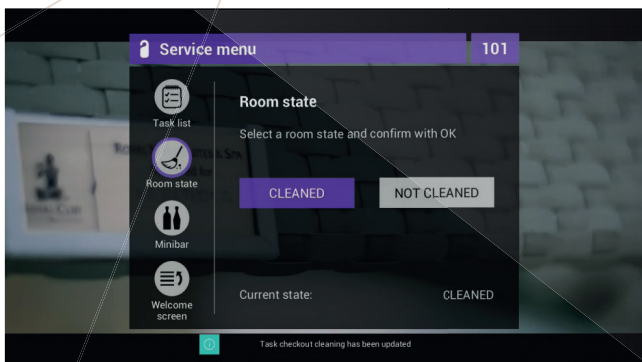 Service menu
101
Task list
Room state
Minibar
Welcome
screen
Room state
Select a room state and confirm with OK
CLEANED
NOT CLEANED
Current state:
CLEANED
Task checkout cleaning has been updated